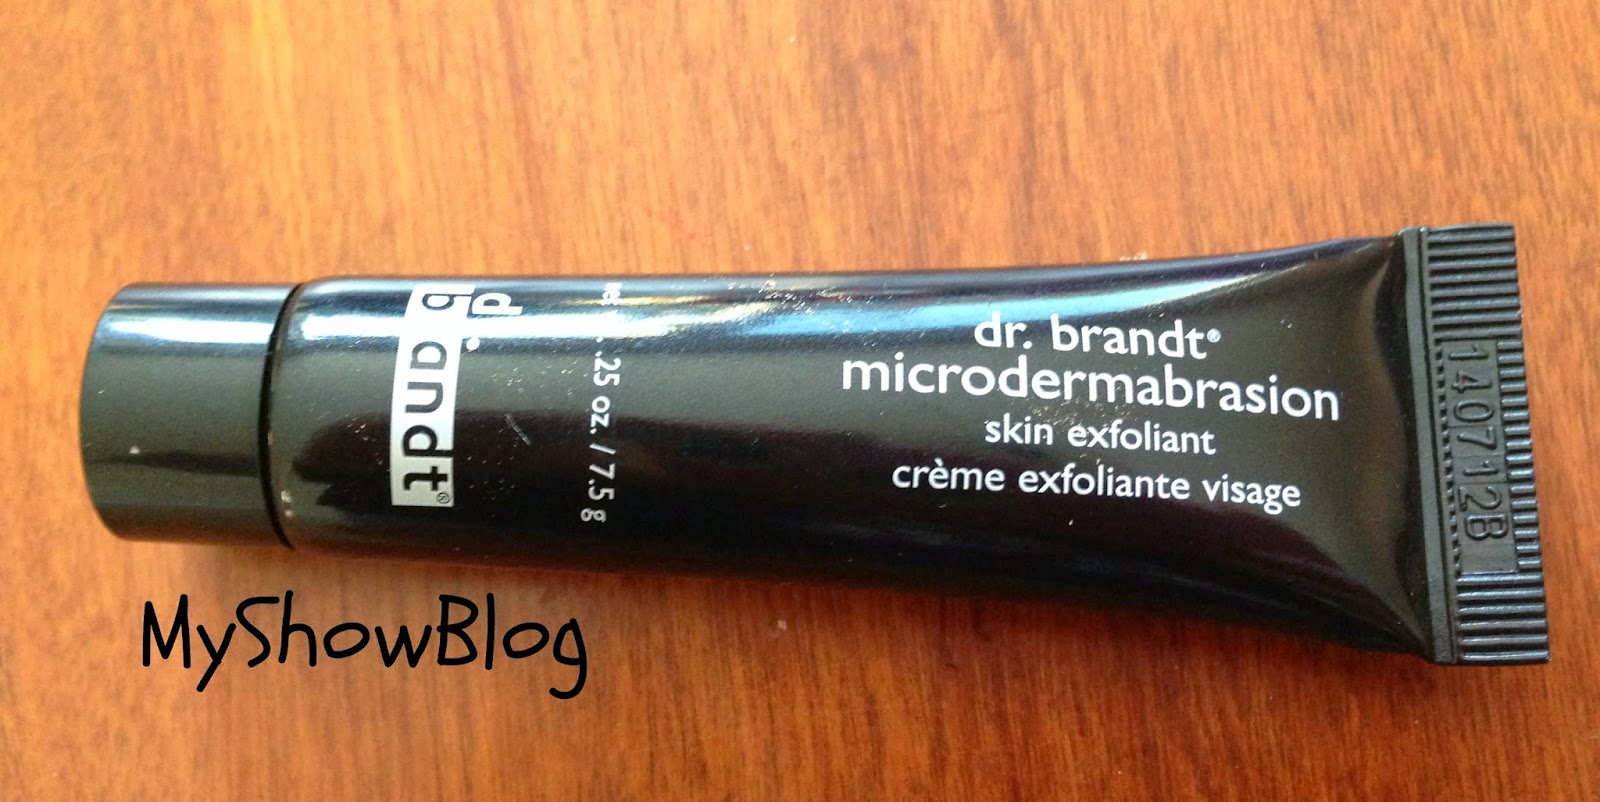 dr.
brandt®
.25 oz. / 7.5 g
dr. brandt®
microdermabrasion
skin exfoliant
crème exfoliante visage
140712B
MyShowBlog